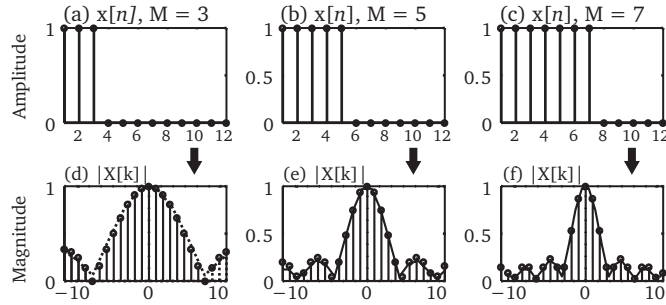 (a) x[n], M = 3
(b) x[n], M = 5
(c) x[n], M = 7
Amplitude
1
0
2 4 6 8 10 12
1
0.5
0
2 4 6 8 10 12
1
0.5
0
2 4 6 8 10 12
(d) |X[k]|
(e) |X[k]|
(f) |X[k]|
Magnitude
1
0.5
0
−10 0 10
1
0.5
0
−10 0 10
1
0.5
0
−10 0 10